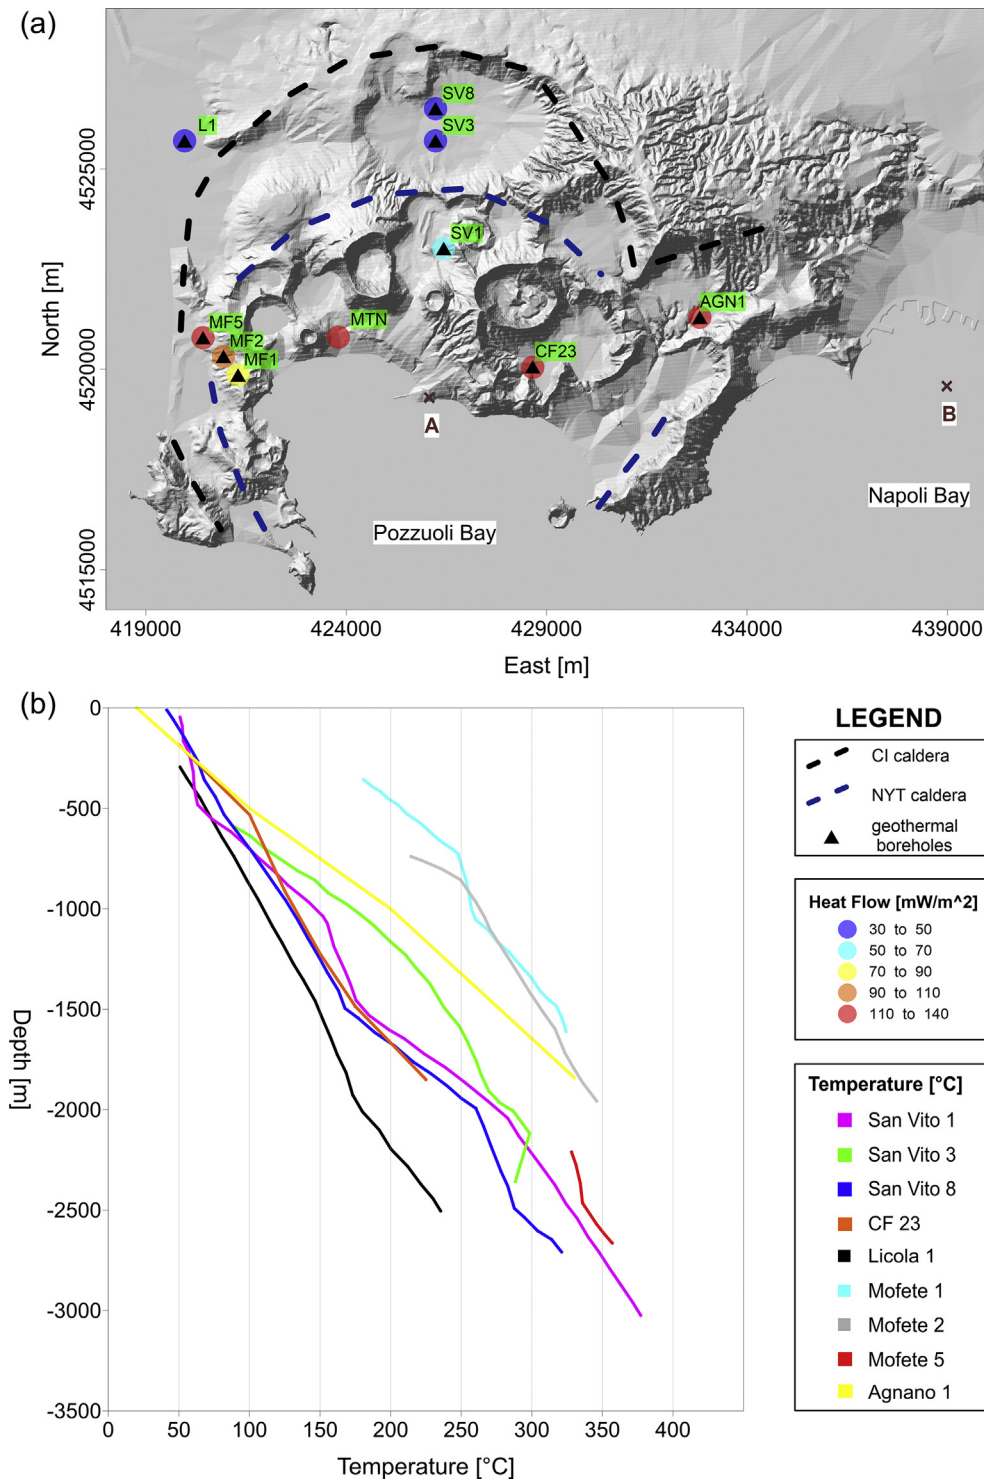 (a)
SV8
SV3
L1
SV1
AGN1
MF5
MTN
MF2
MF1
CF23
A
B
Napoli Bay
Pozzuoli Bay
4525000
4520000
4515000
North [m]
419000 424000 429000 434000 439000
East [m]
(b)
0
-500
-1000
-1500
-2000
-2500
-3000
-3500
Depth [m]
0 50 100 150 200 250 300 350 400
Temperature [°C]
LEGEND
CI caldera
NYT caldera
geothermal
boreholes
Heat Flow [mW/m^2]
30 to 50
50 to 70
70 to 90
90 to 110
110 to 140
Temperature [°C]
San Vito 1
San Vito 3
San Vito 8
CF 23
Licola 1
Mofete 1
Mofete 2
Mofete 5
Agnano 1